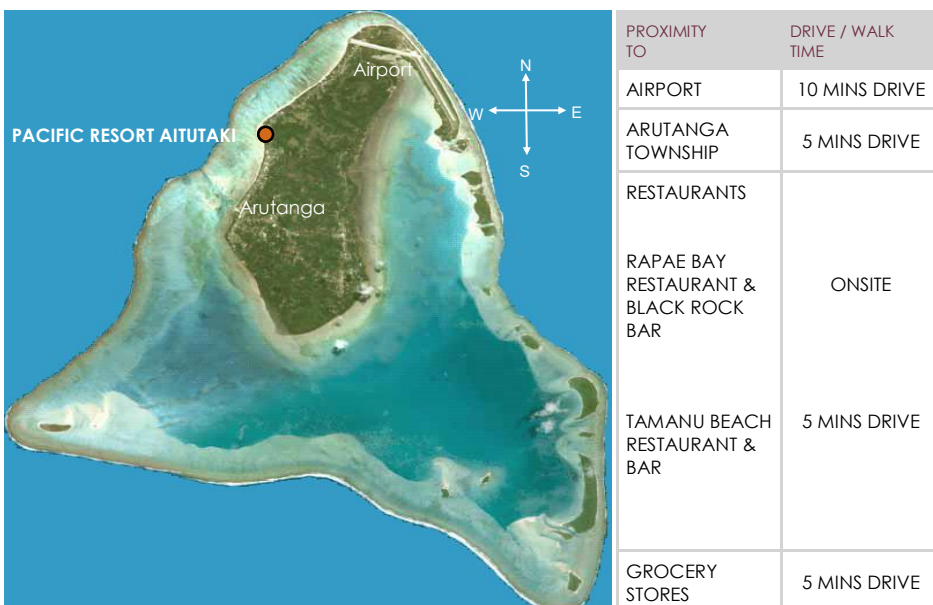 Airport
N
W
E
S
PACIFIC RESORT AITUTAKI
Arutanga
PROXIMITY
TO
DRIVE / WALK
TIME
AIRPORT
10 MINS DRIVE
ARUTANGA
TOWNSHIP
5 MINS DRIVE
RESTAURANTS
RAPAE BAY
RESTAURANT &
BLACK ROCK
BAR
ONSITE
TAMANU BEACH
RESTAURANT &
BAR
5 MINS DRIVE
GROCERY
STORES
5 MINS DRIVE